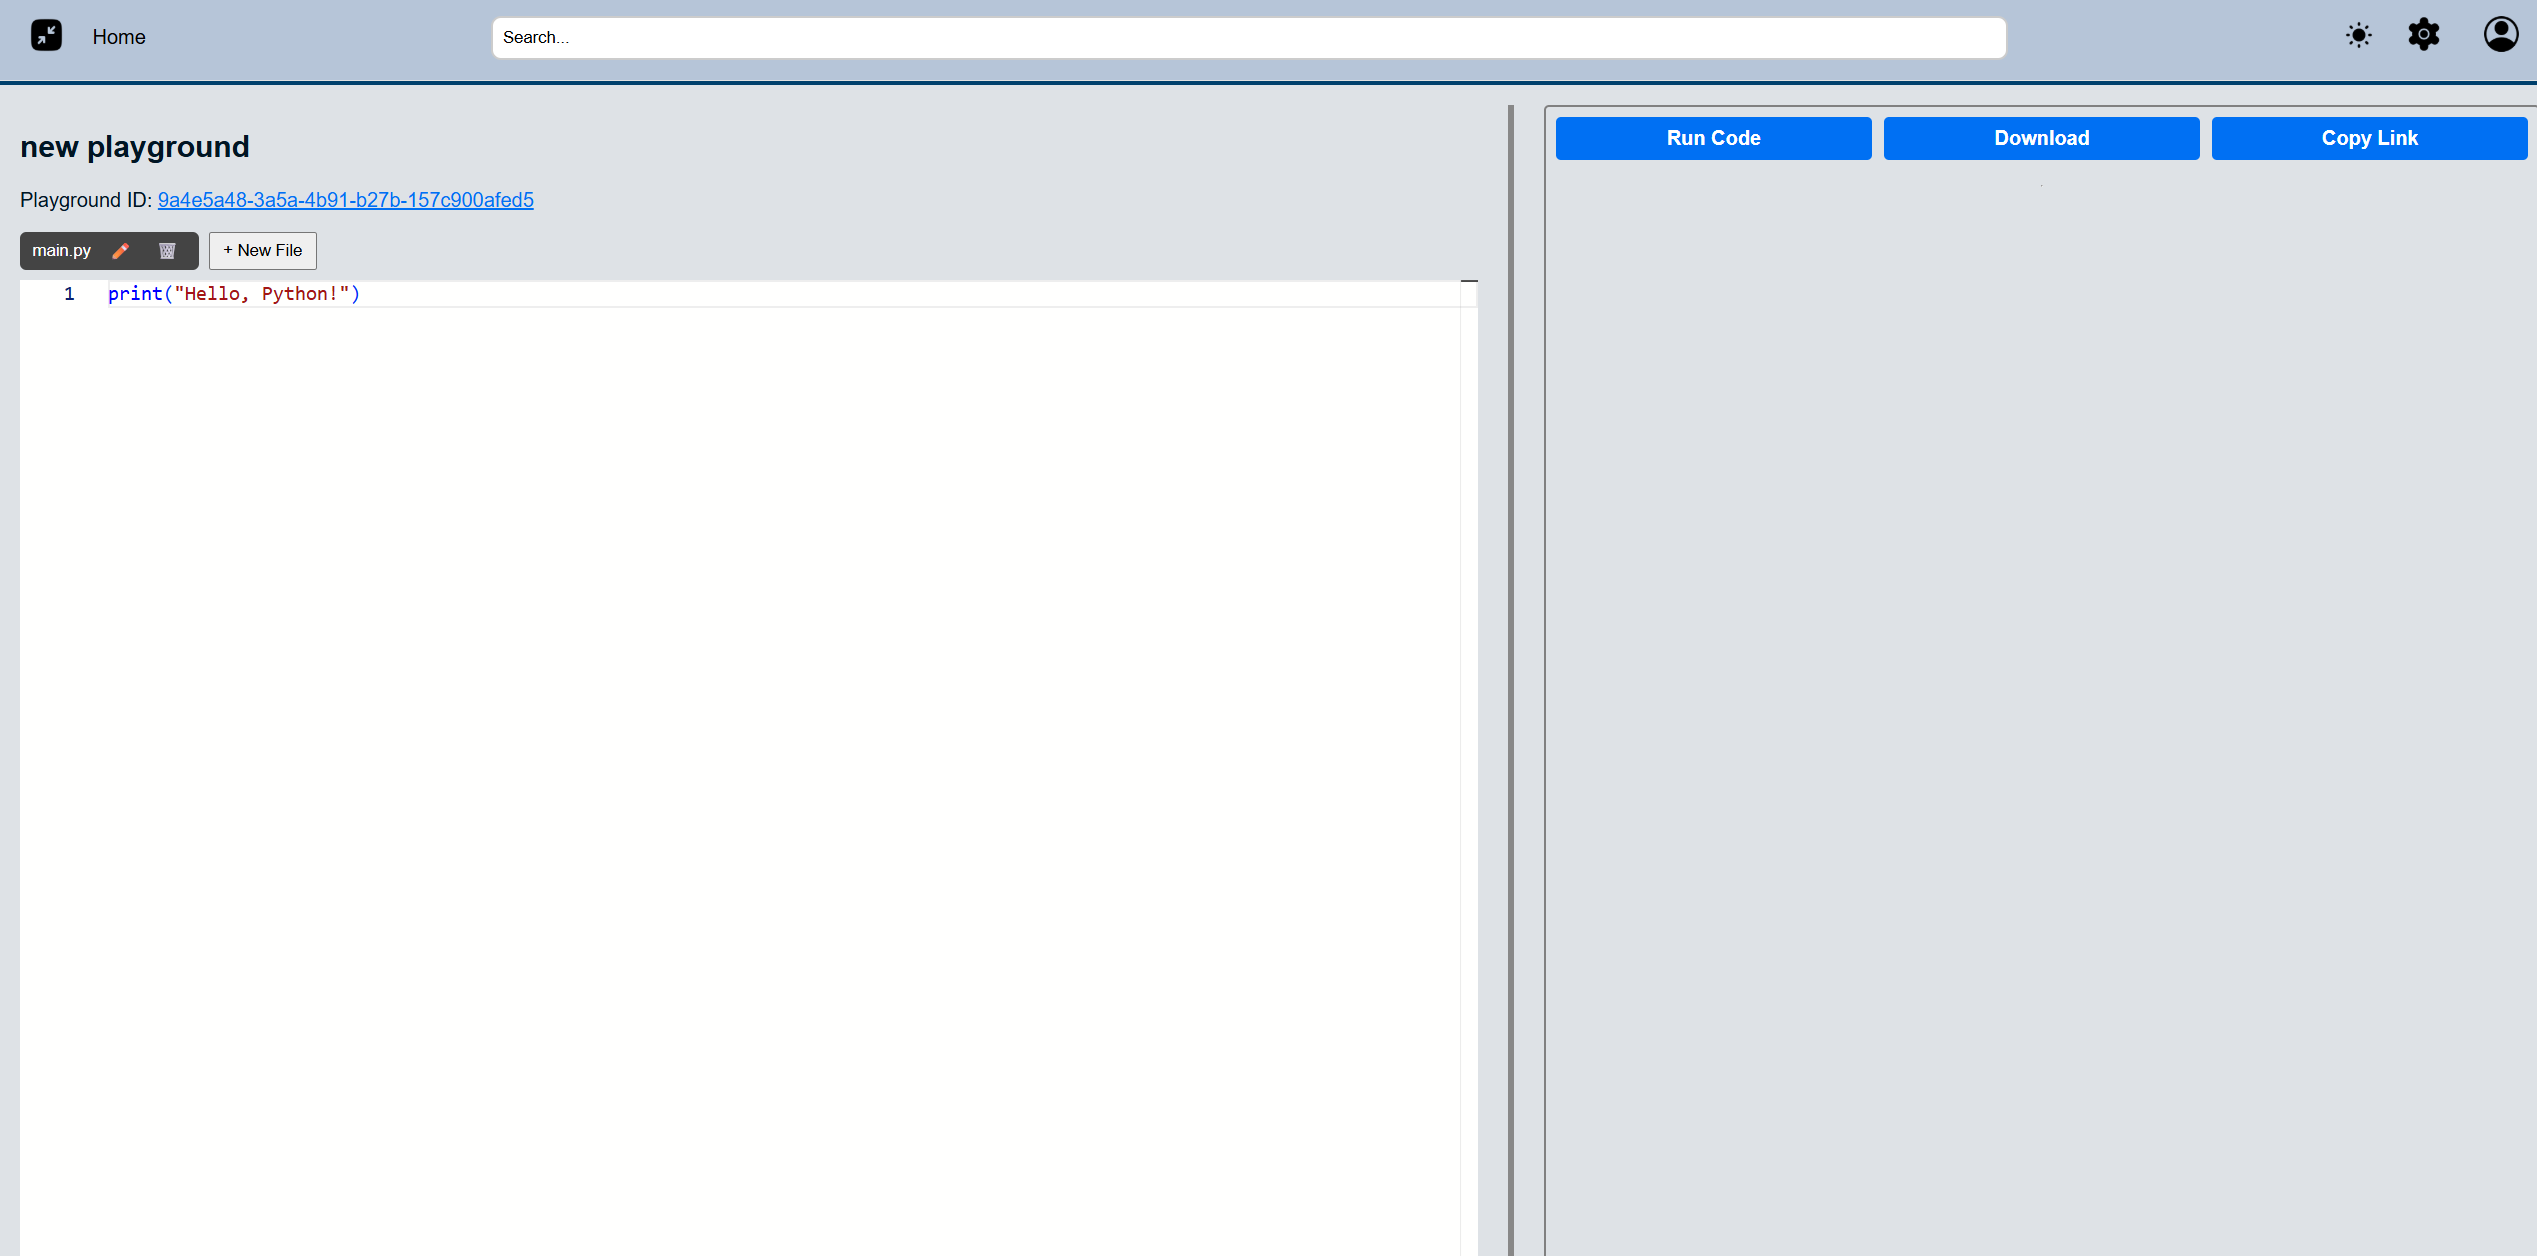 Home
Search...
new playground
Playground ID: 9a4e5a48-3a5a-4b91-b27b-157c900afed5
main.py
+ New File
1 print("Hello, Python!")
Run Code
Download
Copy Link